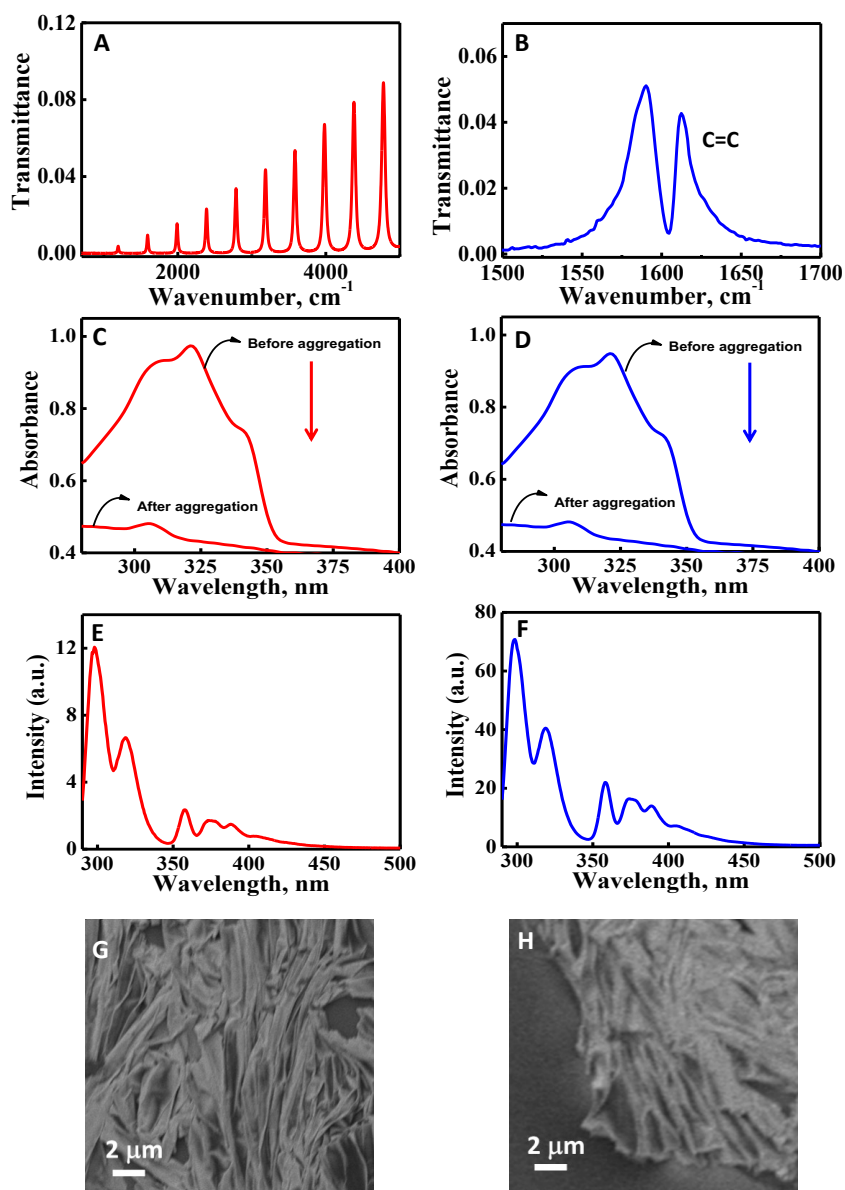 A
0.12
0.08
0.04
0.00
Transmittance
2000 4000
Wavenumber, cm-1
B
C=C
0.06
0.04
0.02
0.00
Transmittance
1500 1550 1600 1650 1700
Wavenumber, cm-1
C
Before aggregation
After aggregation
1.0
0.8
0.6
0.4
Absorbance
300 325 350 375 400
Wavelength, nm
D
Before aggregation
After aggregation
1.0
0.8
0.6
0.4
Absorbance
300 325 350 375 400
Wavelength, nm
E
12
8
4
0
Intensity (a.u.)
300 350 400 450 500
Wavelength, nm
F
80
60
40
20
0
Intensity (a.u.)
300 350 400 450 500
Wavelength, nm
G
2 μm
H
2 μm